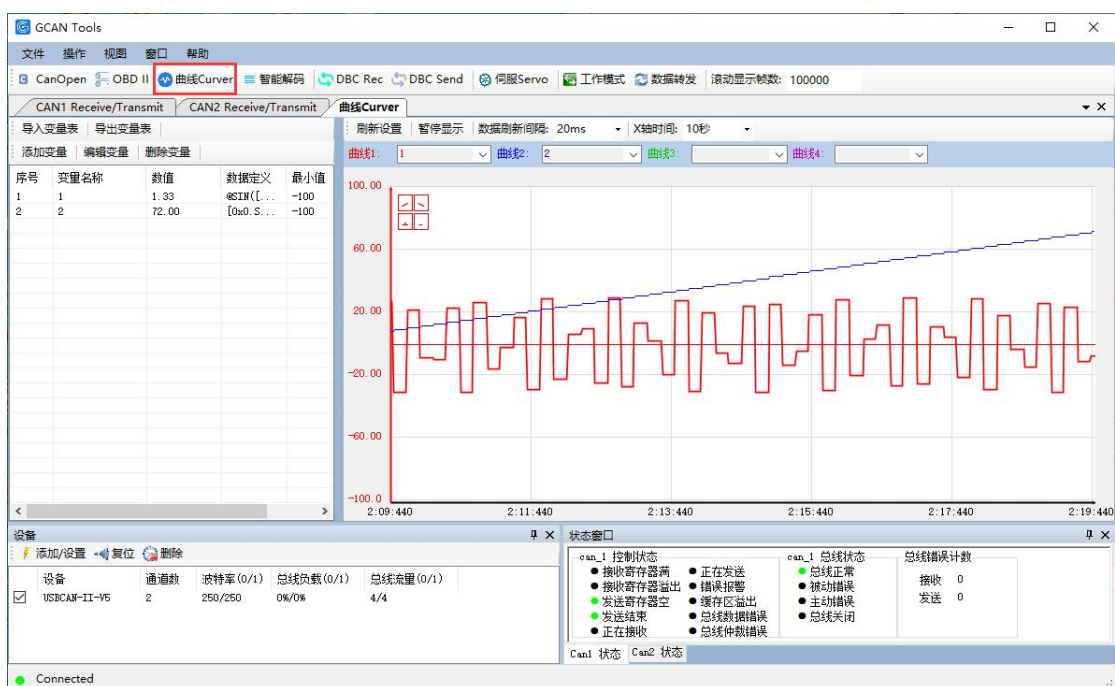 GCAN Tools
文件 操作 视图 窗口 帮助
CanOpen OBD II 曲线Curver 智能解码 DBC Rec DBC Send 伺服Servo 工作模式 数据转发 滚动显示帧数: 100000
CAN1 Receive/Transmit CAN2 Receive/Transmit 曲线Curver
导入变量表 导出变量表
刷新设置 暂停显示 数据刷新间隔: 20ms X轴时间: 10秒
添加变量 编辑变量 删除变量
曲线1: 1 曲线2: 2 曲线3: 曲线4:
序号 变量名称 数值 数据定义 最小值
1 1 1.33 @SIN([... -100
2 2 72.00 [0x0.S... -100
100.00
60.00
20.00
-20.00
-60.00
-100.0
2:09:440 2:11:440 2:13:440 2:15:440 2:17:440 2:19:440
设备
添加/设置 复位 删除
设备 通道数 波特率(0/1) 总线负载(0/1) 总线流量(0/1)
USBCAN-II-V5 2 250/250 0%/0% 4/4
状态窗口
can_1 控制状态 can_1 总线状态 总线错误计数
接收寄存器满 正在发送 总线正常 接收 0
接收寄存器溢出 错误报警 被动错误
发送寄存器空 缓存区溢出 主动错误 发送 0
发送结束 总线数据错误 总线关闭
正在接收 总线仲裁错误
Can1 状态 Can2 状态
Connected